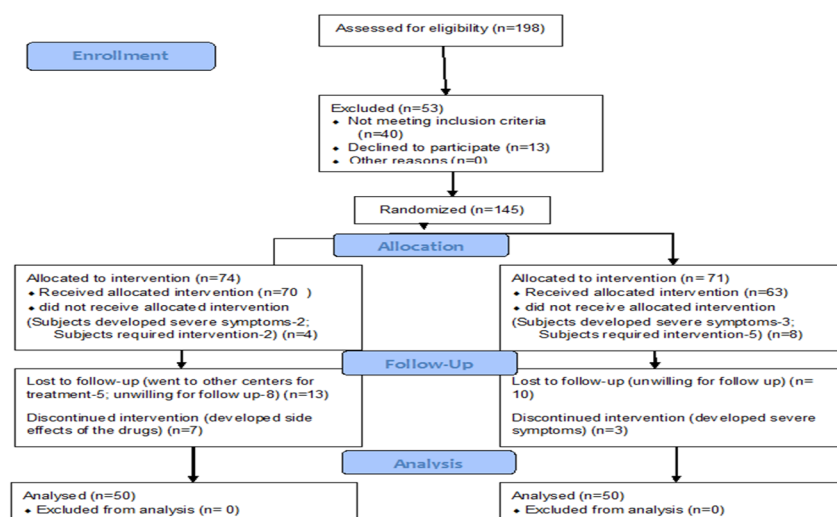 Assessed for eligibility (n=198)
Enrollment
Excluded (n=53)
♦ Not meeting inclusion criteria
(n=40)
♦ Declined to participate (n=13)
♦ Other reasons (n=0)
Randomized (n=145)
Allocation
Allocated to intervention (n=74)
♦ Received allocated intervention (n=70 )
♦ did not receive allocated intervention
(Subjects developed severe symptoms-2;
Subjects required intervention-2) (n=4)
Allocated to intervention (n=71)
♦ Received allocated intervention (n=63)
♦ did not receive allocated intervention
(Subjects developed severe symptoms-3;
Subjects required intervention-5) (n=8)
Follow-Up
Lost to follow-up (went to other centers for
treatment-5; unwilling for follow up-8) (n=13)
Discontinued intervention (developed side
effects of the drugs) (n=7)
Lost to follow-up (unwilling for follow up) (n=
10)
Discontinued intervention (developed severe
symptoms) (n=3)
Analysis
Analysed (n=50)
♦ Excluded from analysis (n= 0)
Analysed (n=50)
♦ Excluded from analysis (n=0)